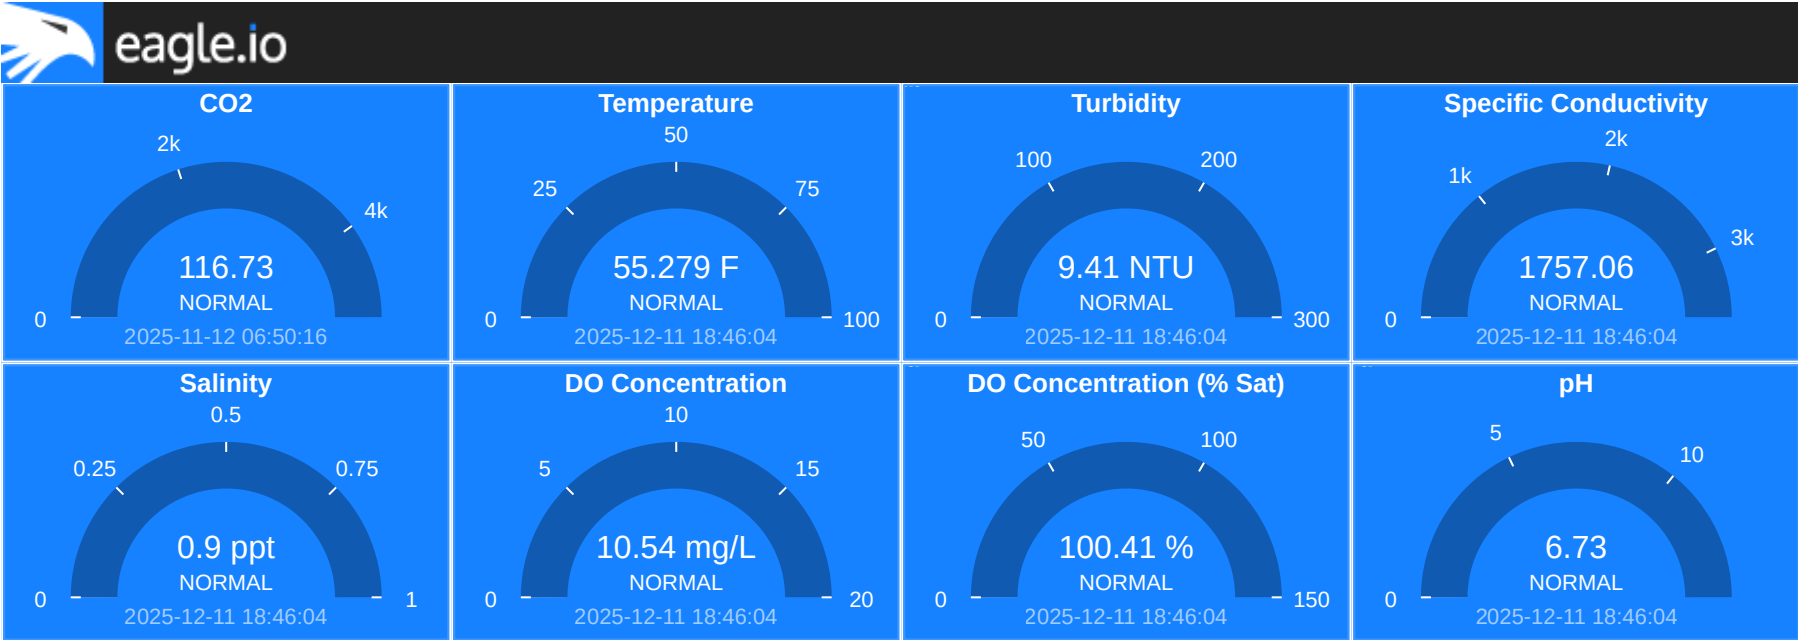 eagle.io
CO2
2k
4k
0
116.73
NORMAL
2025-11-12 06:50:16
Temperature
50
25
75
0
100
55.279 F
NORMAL
2025-12-11 18:46:04
Turbidity
100
200
0
300
9.41 NTU
NORMAL
2025-12-11 18:46:04
Specific Conductivity
2k
1k
3k
0
1757.06
NORMAL
2025-12-11 18:46:04
Salinity
0.5
0.25
0.75
0
1
0.9 ppt
NORMAL
2025-12-11 18:46:04
DO Concentration
10
5
15
0
20
10.54 mg/L
NORMAL
2025-12-11 18:46:04
DO Concentration (% Sat)
50
100
0
150
100.41 %
NORMAL
2025-12-11 18:46:04
pH
5
10
0
6.73
NORMAL
2025-12-11 18:46:04